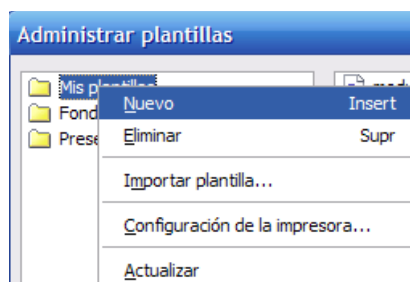 Administrar plantillas
Mis plantillas
Nuevo Insert
Eliminar Supr
Importar plantilla...
Configuración de la impresora...
Actualizar